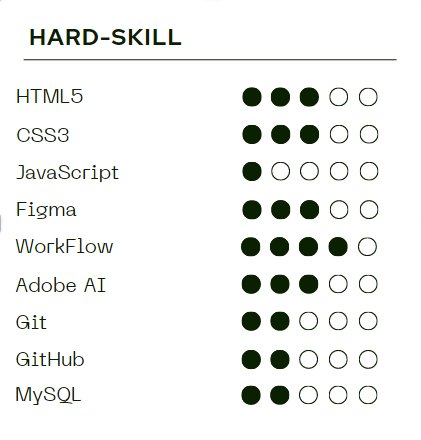 HARD-SKILL
HTML5
CSS3
JavaScript
Figma
WorkFlow
Adobe AI
Git
GitHub
MySQL